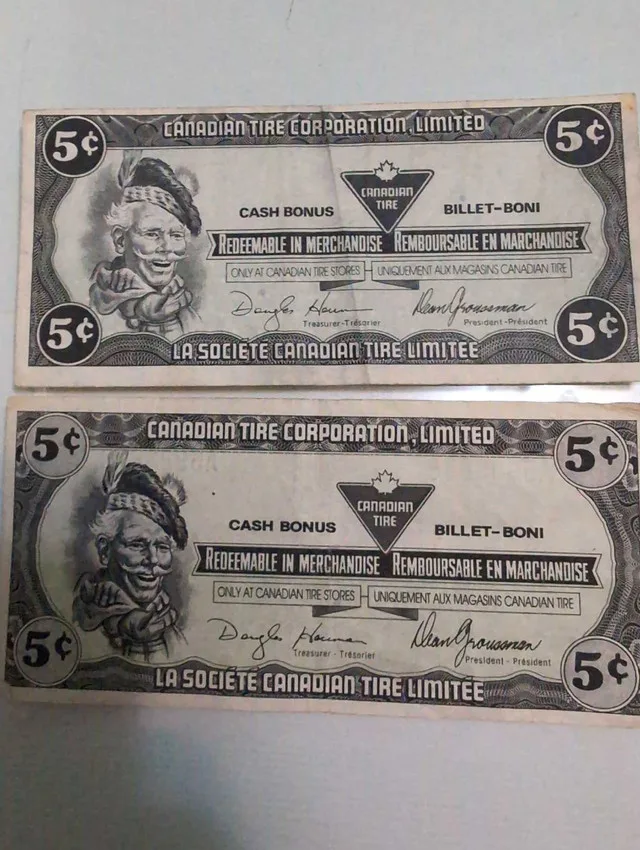 5¢ CANADIAN TIRE CORPORATION, LIMITED 5¢
CANADIAN
TIRE
CASH BONUS BILLET-BONI
REDEEMABLE IN MERCHANDISE REMBOURSABLE EN MARCHANDISE
ONLY AT CANADIAN TIRE STORES UNIQUEMENT AUX MAGASINS CANADIAN TIRE
Dean Groussman
Treasurer-Trésorier President-Président
5¢ LA SOCIÉTÉ CANADIAN TIRE LIMITÉE 5¢
5¢ CANADIAN TIRE CORPORATION, LIMITED 5¢
CANADIAN
TIRE
CASH BONUS BILLET-BONI
REDEEMABLE IN MERCHANDISE REMBOURSABLE EN MARCHANDISE
ONLY AT CANADIAN TIRE STORES UNIQUEMENT AUX MAGASINS CANADIAN TIRE
Dean Groussman
Treasurer - Trésorier President - Président
5¢ LA SOCIÉTÉ CANADIAN TIRE LIMITÉE 5¢